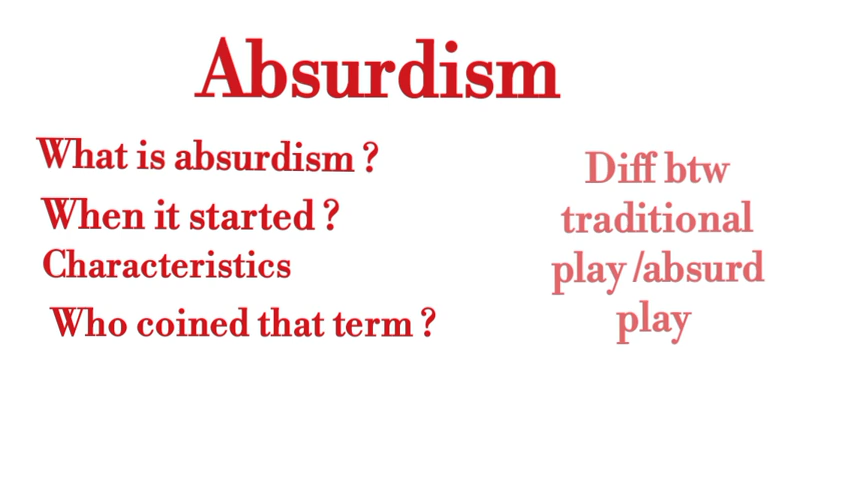 Absurdism
What is absurdism ?
When it started ?
Characteristics
Who coined that term ?
Diff btw
traditional
play /absurd
play